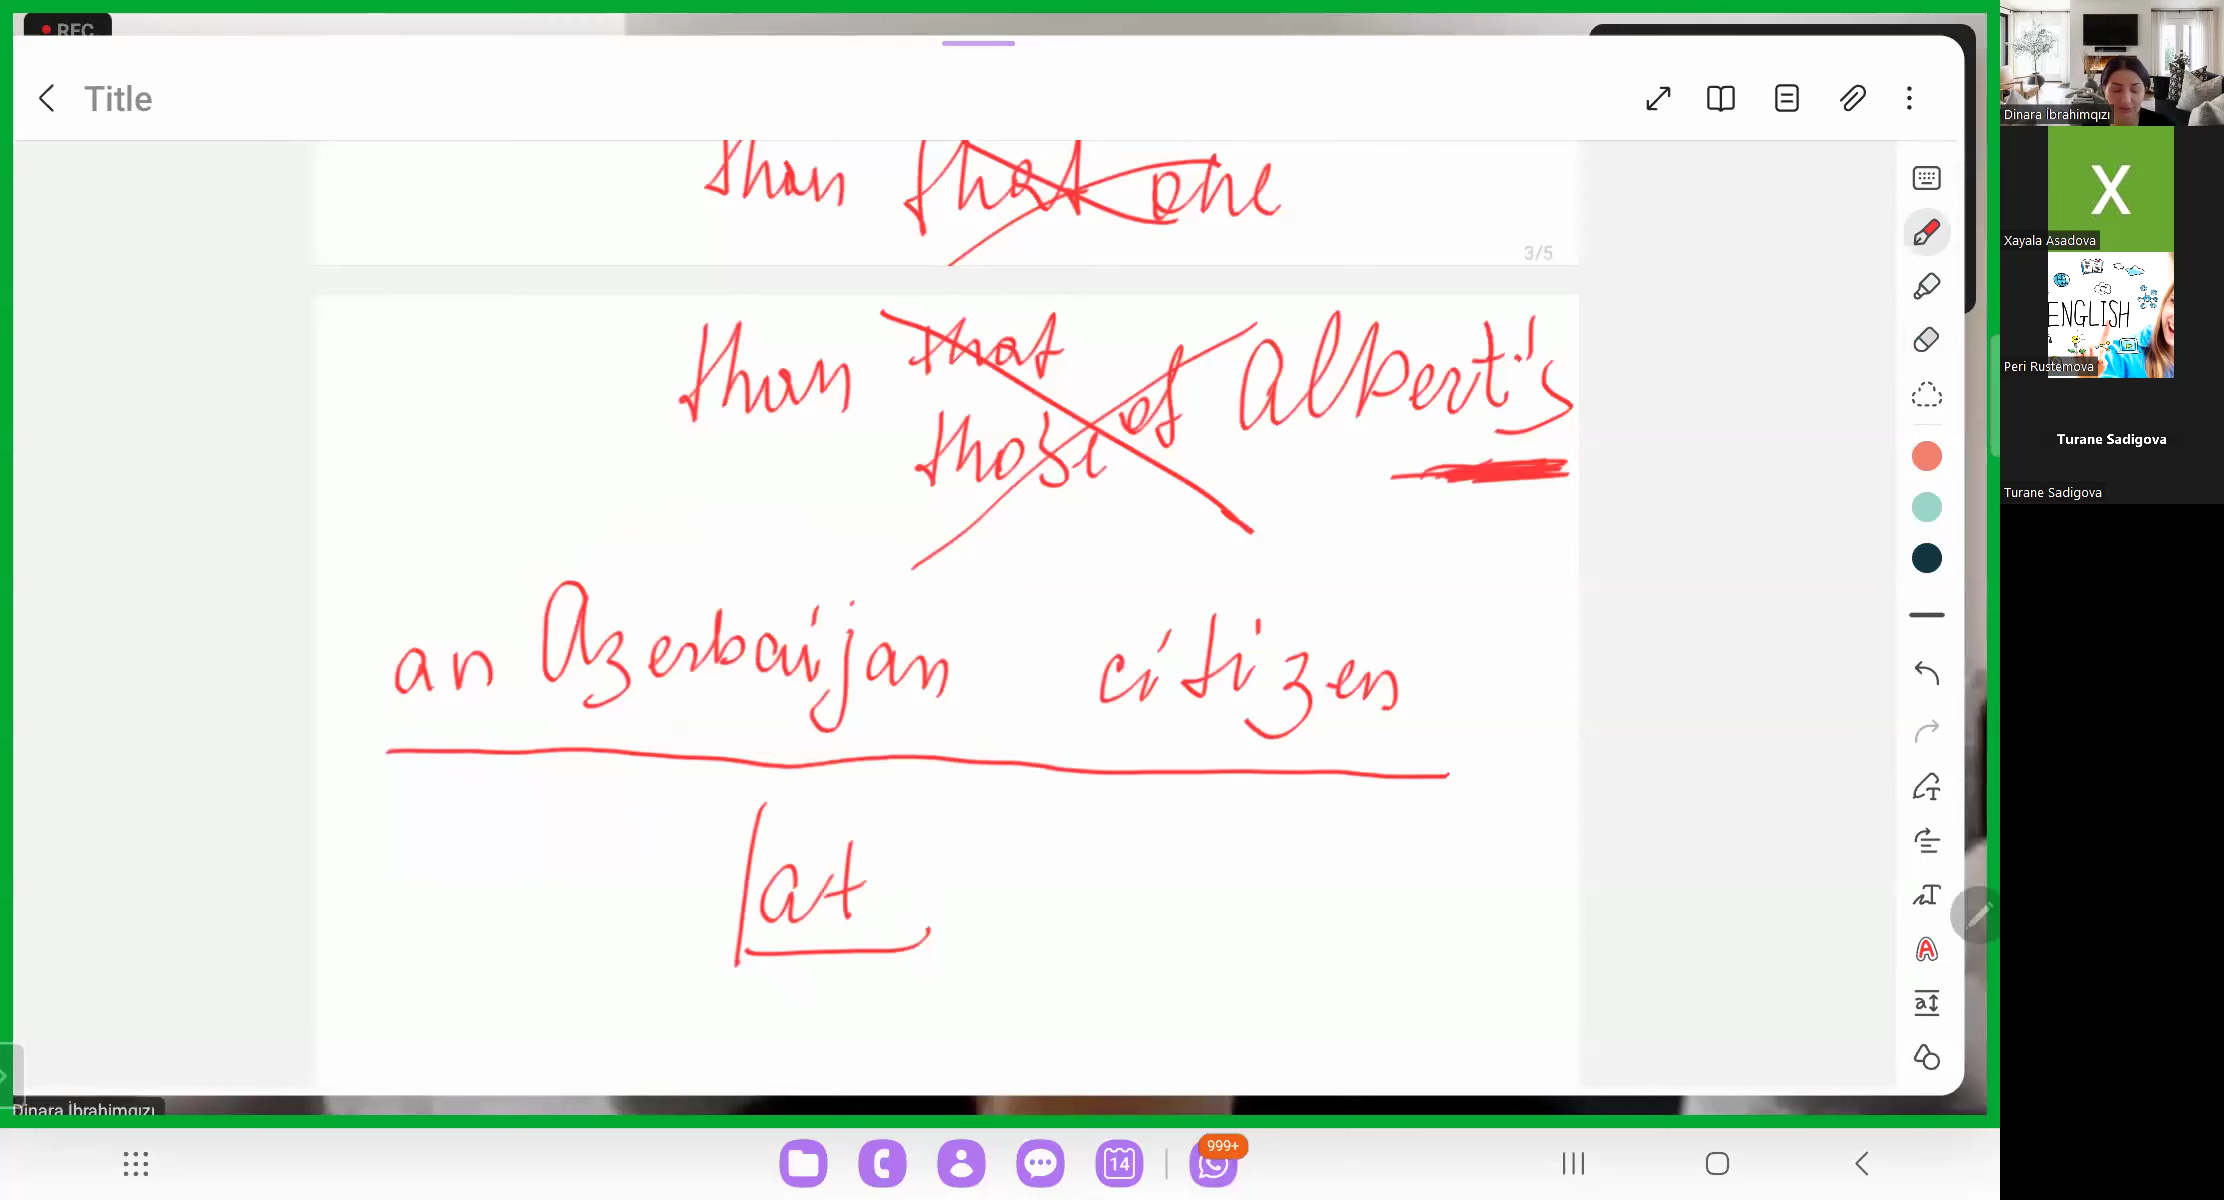 REC
Title
than that one
3/5
than that
those of Albert's
an Azerbaijan citizen
at
Dinara İbrahimqızı
Xayala Asadova
ENGLISH
Peri Rustemova
Turane Sadigova
Turane Sadigova
Dinara İbrahimqızı
14
999+